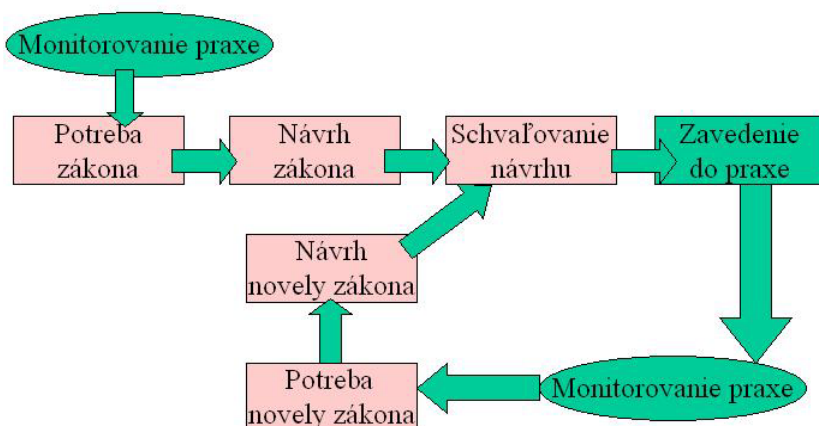 Monitorovanie praxe
Potreba
zákona
Návrh
zákona
Schvaľovanie
návrhu
Zavedenie
do praxe
Návrh
novely zákona
Potreba
novely zákona
Monitorovanie praxe